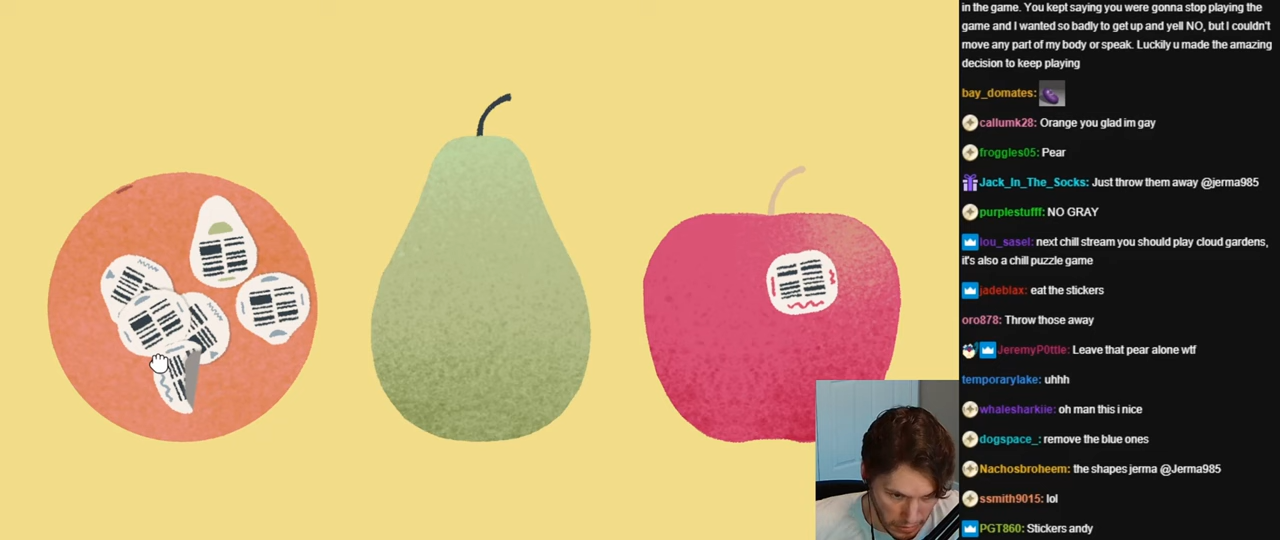 in the game. You kept saying you were gonna stop playing the
game and I wanted so badly to get up and yell NO, but I couldn't
move any part of my body or speak. Luckily u made the amazing
decision to keep playing
bay_domates:
callumk28: Orange you glad im gay
froggles05: Pear
Jack_In_The_Socks: Just throw them away @jerma985
purplestufff: NO GRAY
lou_sasel: next chill stream you should play cloud gardens,
it's also a chill puzzle game
jadeblax: eat the stickers
oro878: Throw those away
JeremyP0ttle: Leave that pear alone wtf
temporarylake: uhhh
whalesharkiie: oh man this i nice
dogspace_: remove the blue ones
Nachosbroheem: the shapes jerma @Jerma985
ssmith9015: lol
PGT860: Stickers andy